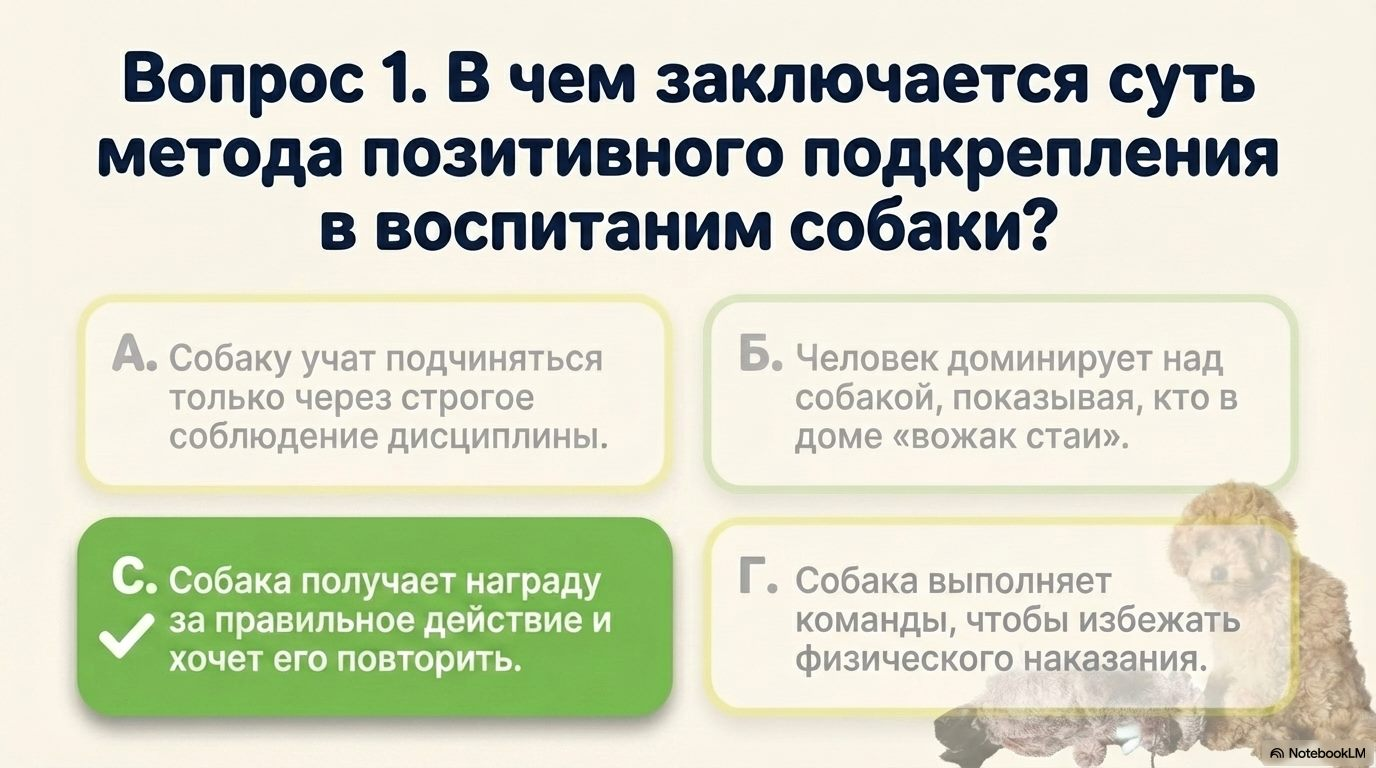 Вопрос 1. В чем заключается суть
метода позитивного подкрепления
в воспитаним собаки?
А. Собаку учат подчиняться
только через строгое
соблюдение дисциплины.
Б. Человек доминирует над
собакой, показывая, кто в
доме «вожак стаи».
С. Собака получает награду
за правильное действие и
хочет его повторить.
Г. Собака выполняет
команды, чтобы избежать
физического наказания.
NotebookLM